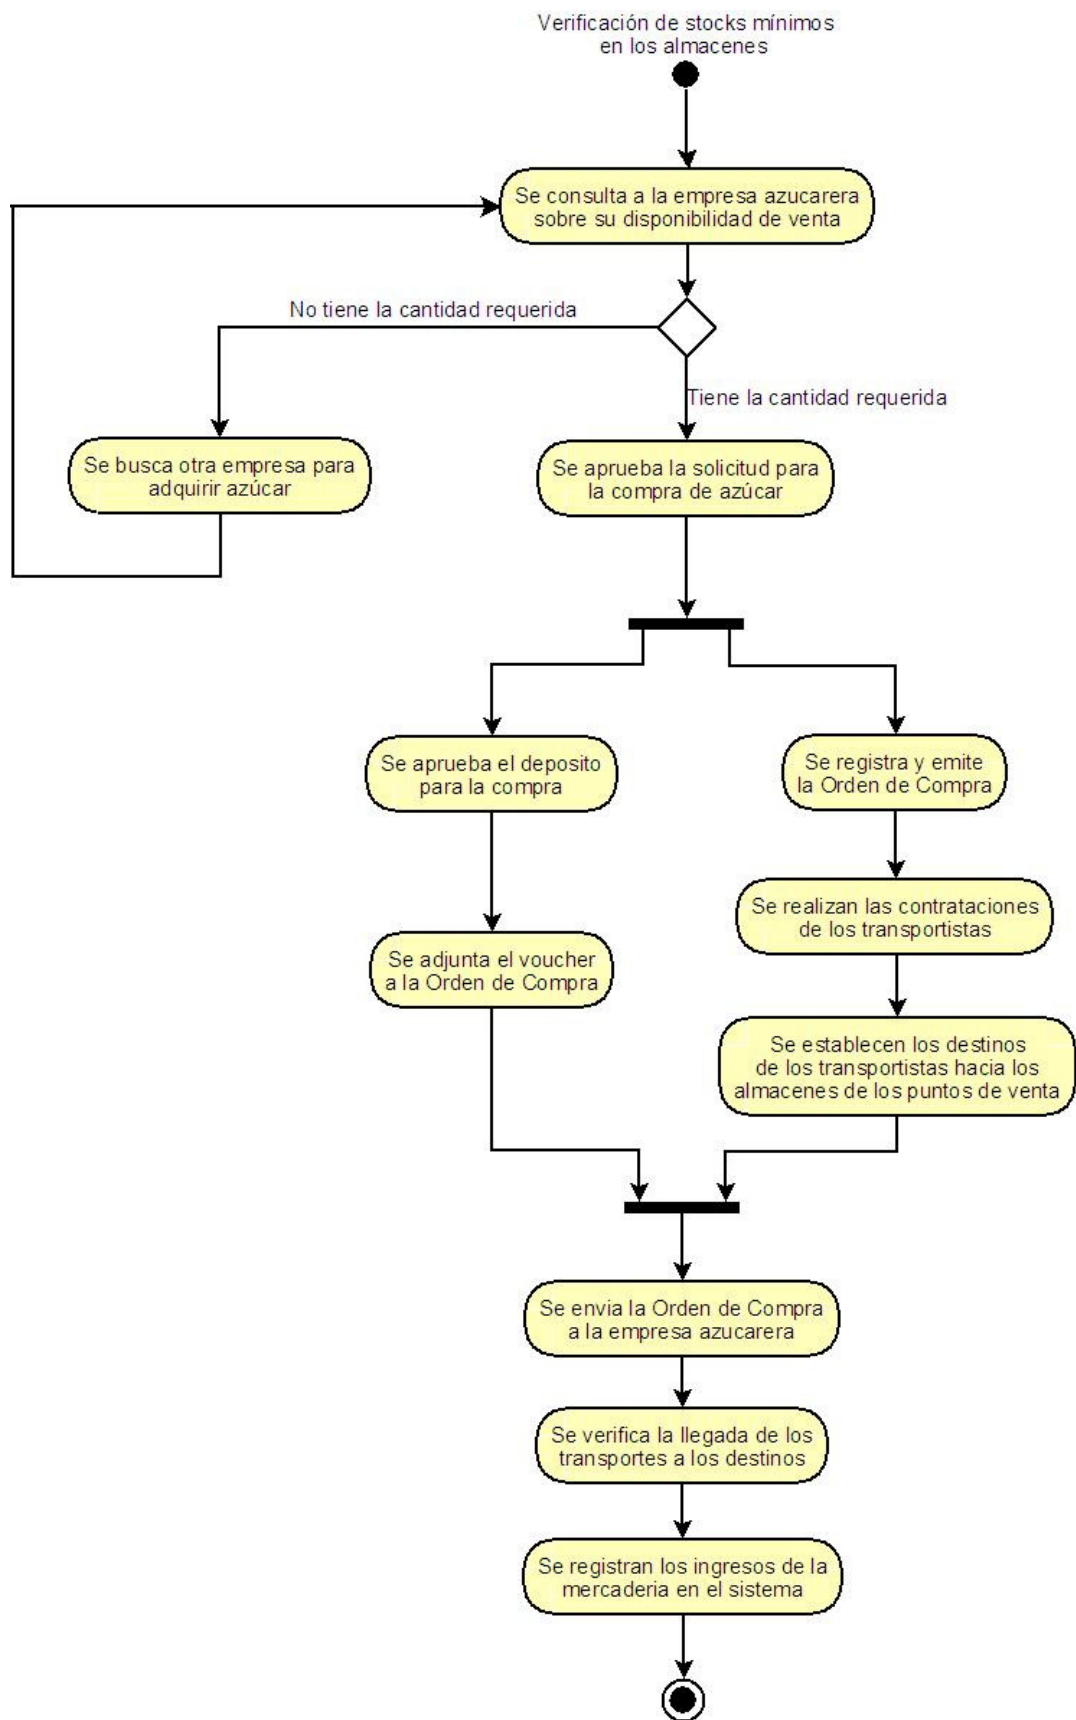 Verificación de stocks mínimos
en los almacenes
Se consulta a la empresa azucarera
sobre su disponibilidad de venta
No tiene la cantidad requerida
Tiene la cantidad requerida
Se busca otra empresa para
adquirir azúcar
Se aprueba la solicitud para
la compra de azúcar
Se aprueba el deposito
para la compra
Se registra y emite
la Orden de Compra
Se realizan las contrataciones
de los transportistas
Se adjunta el voucher
a la Orden de Compra
Se establecen los destinos
de los transportistas hacia los
almacenes de los puntos de venta
Se envia la Orden de Compra
a la empresa azucarera
Se verifica la llegada de los
transportes a los destinos
Se registran los ingresos de la
mercaderia en el sistema